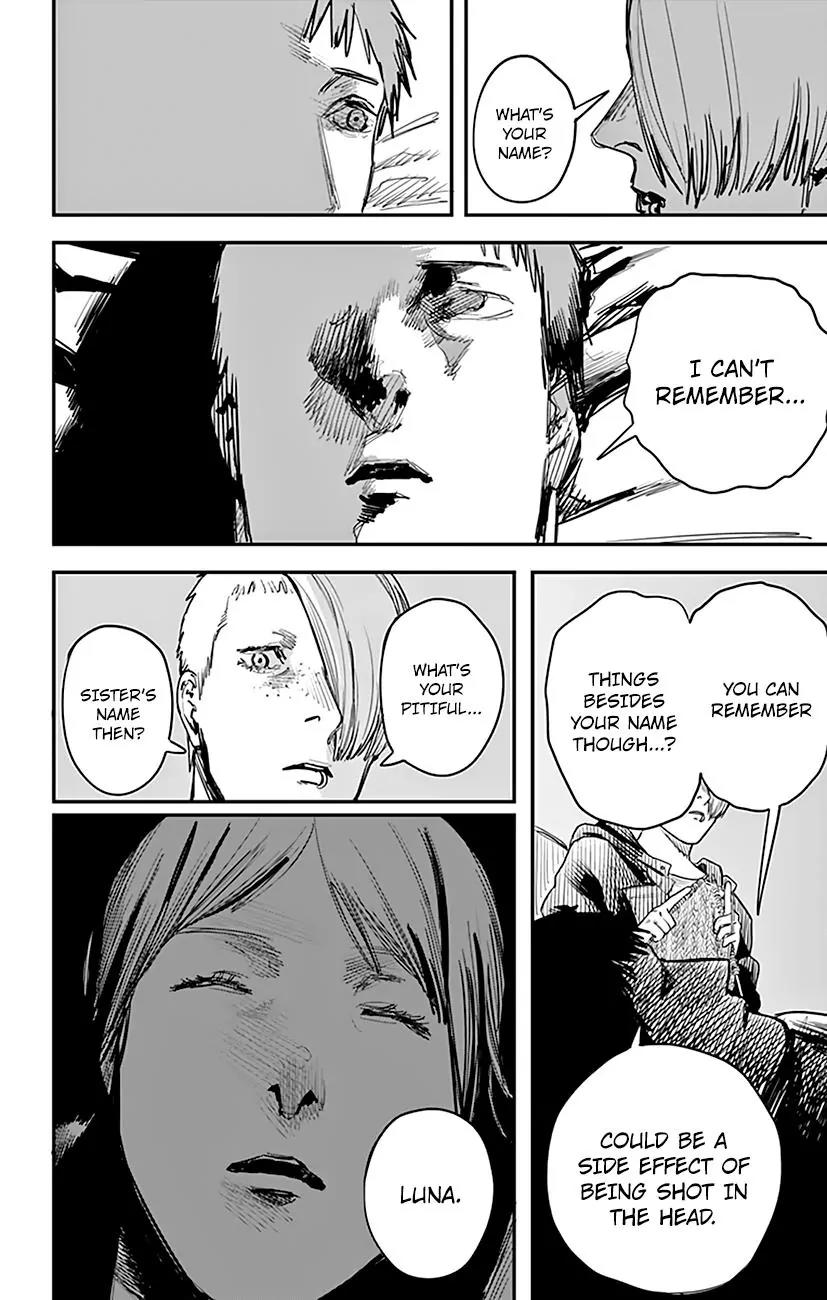 WHAT'S
YOUR
NAME?
I CAN'T
REMEMBER...
YOU CAN
REMEMBER
THINGS
BESIDES
YOUR NAME
THOUGH...?
COULD BE A
SIDE EFFECT OF
BEING SHOT IN
THE HEAD.
WHAT'S
YOUR
PITIFUL...
SISTER'S
NAME
THEN?
LUNA.